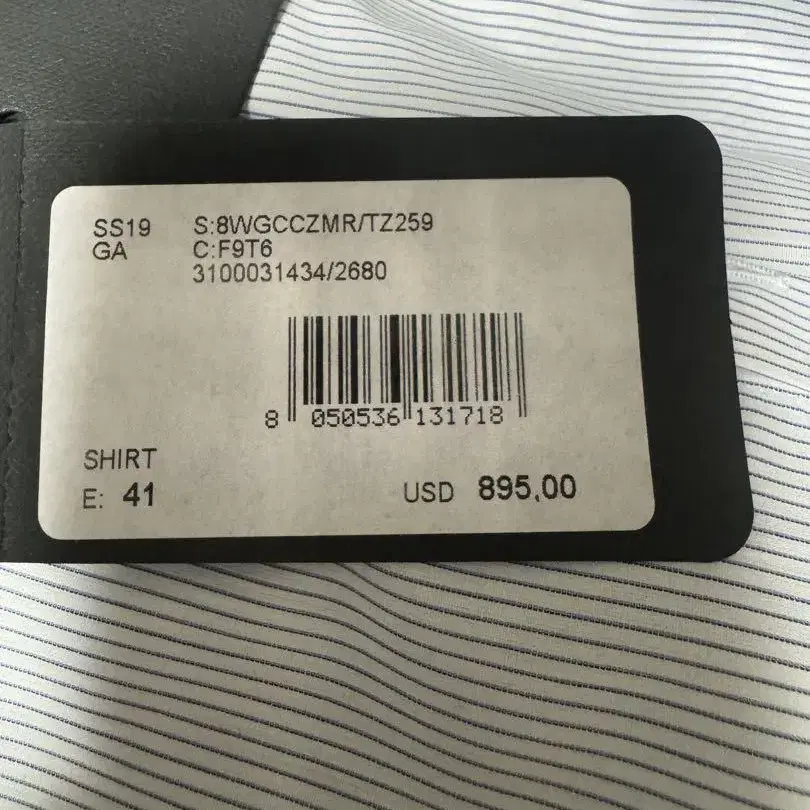 SS19 S:8WGCCZMR/TZ259
GA C:F9T6
3100031434/2680
8 050536 131718
SHIRT
E: 41 USD 895,00